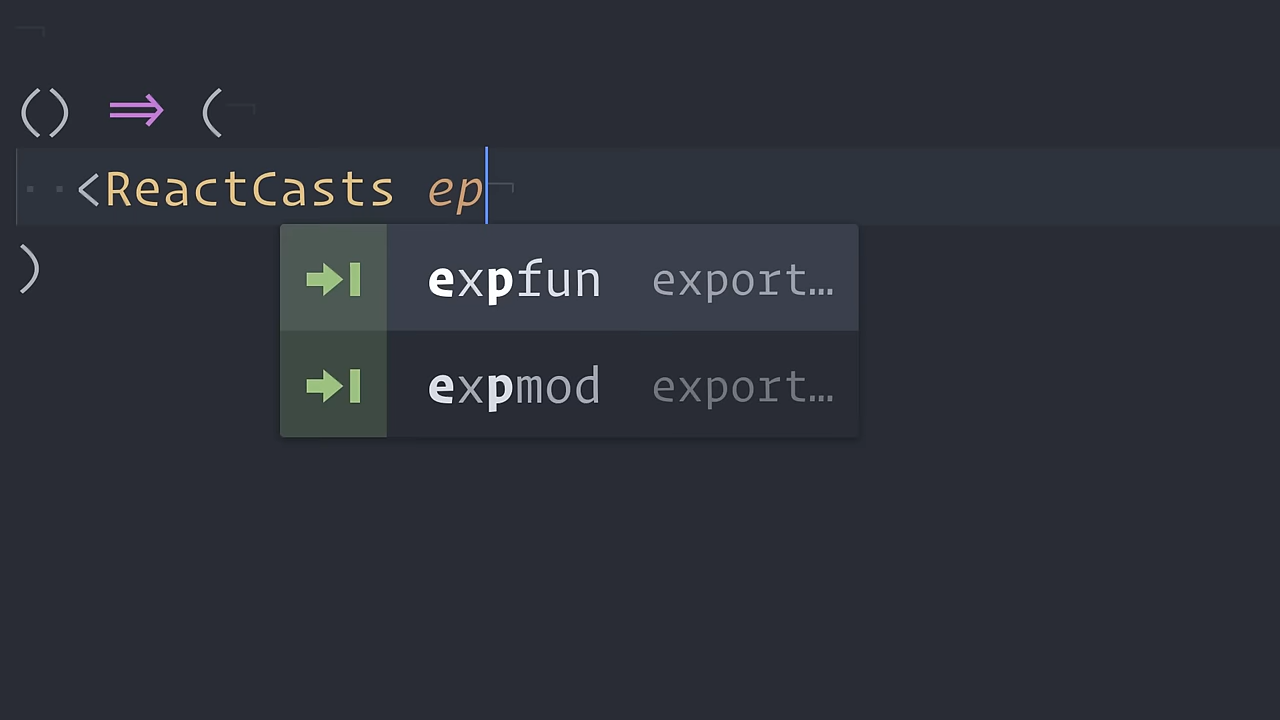 () => (
<ReactCasts ep
expfun export…
expmod export…
)